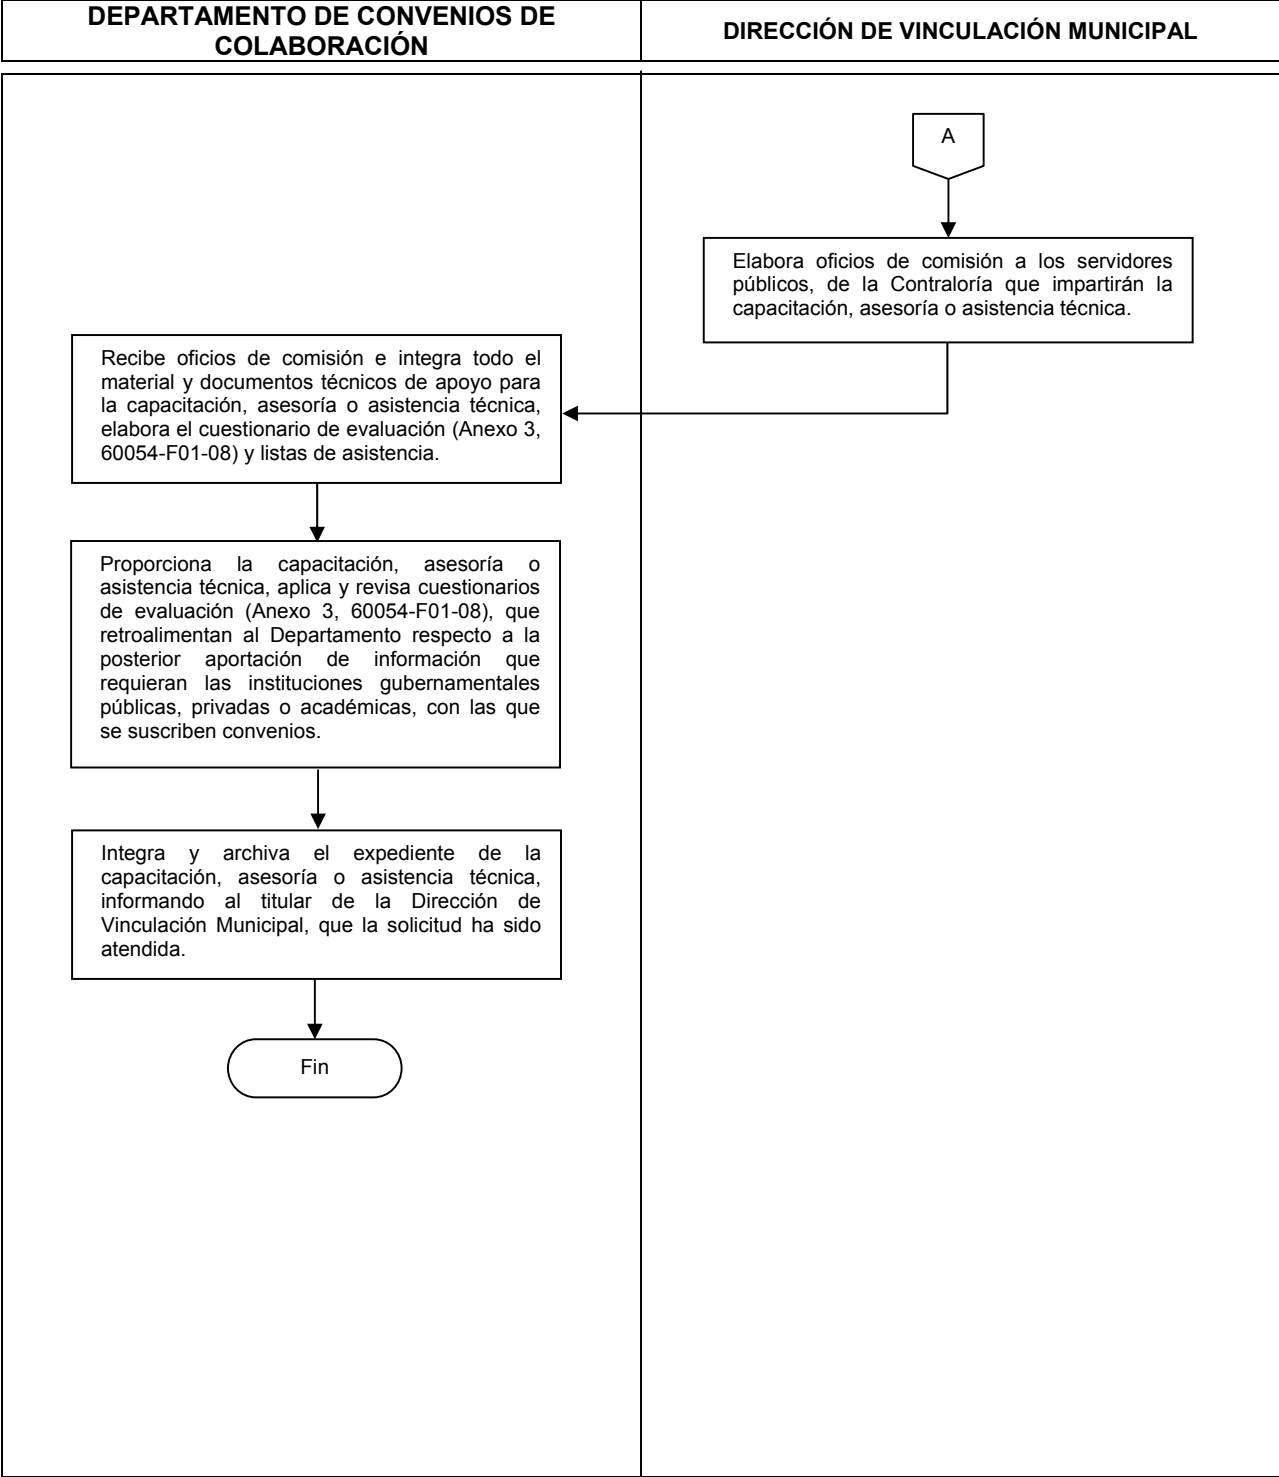 DEPARTAMENTO DE CONVENIOS DE
COLABORACIÓN
DIRECCIÓN DE VINCULACIÓN MUNICIPAL
A
Elabora oficios de comisión a los servidores
públicos, de la Contraloría que impartirán la
capacitación, asesoría o asistencia técnica.
Recibe oficios de comisión e integra todo el
material y documentos técnicos de apoyo para
la capacitación, asesoría o asistencia técnica,
elabora el cuestionario de evaluación (Anexo 3,
60054-F01-08) y listas de asistencia.
Proporciona la capacitación, asesoría o
asistencia técnica, aplica y revisa cuestionarios
de evaluación (Anexo 3, 60054-F01-08), que
retroalimentan al Departamento respecto a la
posterior aportación de información que
requieran las instituciones gubernamentales
públicas, privadas o académicas, con las que
se suscriben convenios.
Integra y archiva el expediente de la
capacitación, asesoría o asistencia técnica,
informando al titular de la Dirección de
Vinculación Municipal, que la solicitud ha sido
atendida.
Fin